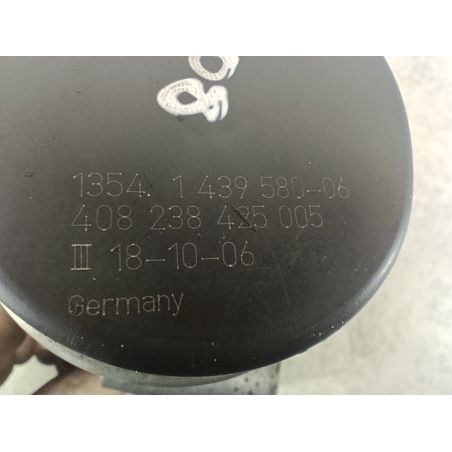 1354. 1 439 580-06
408 238 425 005
III 18-10-06
Germany